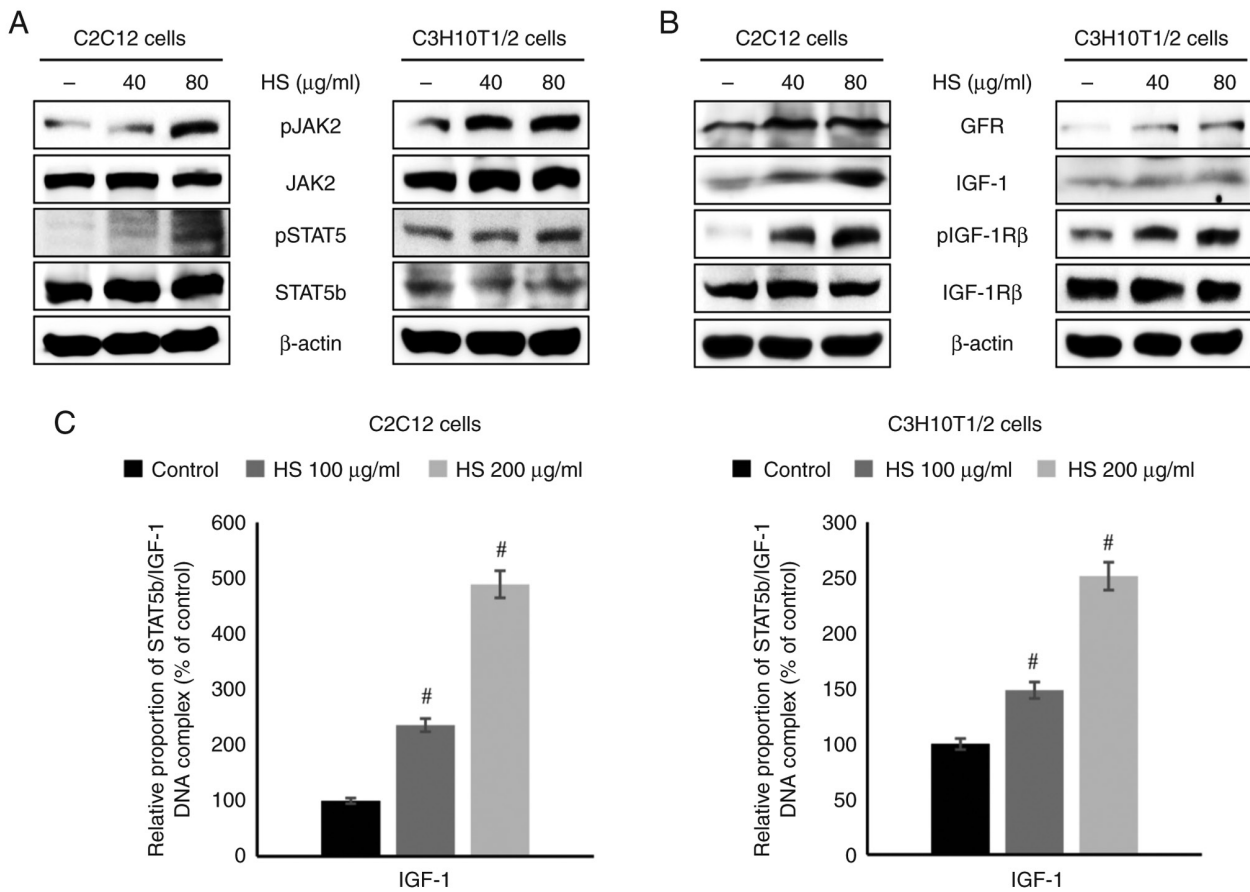 A
B
C2C12 cells
C3H10T1/2 cells
C2C12 cells
C3H10T1/2 cells
– 40 80 HS (μg/ml) – 40 80
– 40 80 HS (μg/ml) – 40 80
pJAK2
JAK2
pSTAT5
STAT5b
β-actin
GFR
IGF-1
pIGF-1Rβ
IGF-1Rβ
β-actin
C
C2C12 cells
Control HS 100 μg/ml HS 200 μg/ml
Relative proportion of STAT5b/IGF-1
DNA complex (% of control)
600
500
400
300
200
100
0
#
#
IGF-1
C3H10T1/2 cells
Control HS 100 μg/ml HS 200 μg/ml
Relative proportion of STAT5b/IGF-1
DNA complex (% of control)
300
250
200
150
100
50
0
#
#
IGF-1